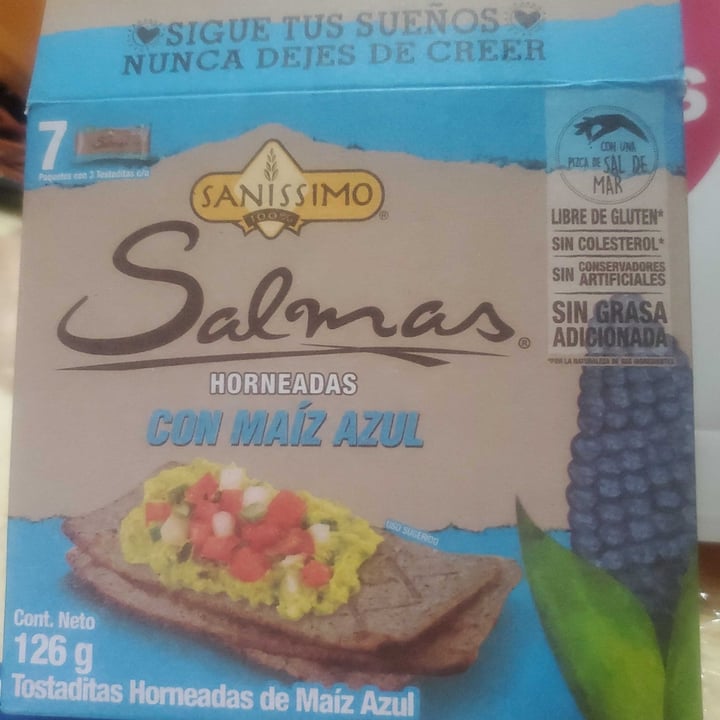 SIGUE TUS SUEÑOS
NUNCA DEJES DE CREER
7
Paquetes con 3 Tostaditas c/u
SANÍSSIMO
100%
®
Salmas®
HORNEADAS
CON MAÍZ AZUL
CON UNA
PIZCA DE SAL DE
MAR
LIBRE DE GLUTEN*
SIN COLESTEROL*
SIN CONSERVADORES
ARTIFICIALES
SIN GRASA
ADICIONADA
*POR LA NATURALEZA DE SUS INGREDIENTES
USO SUGERIDO
Cont. Neto
126 g
Tostaditas Horneadas de Maíz Azul
s